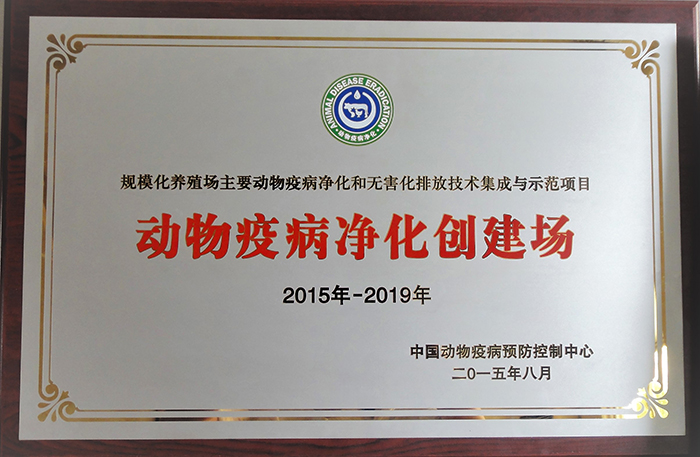 ANIMAL DISEASE ERADICATION
·动物疫病净化·
规模化养殖场主要动物疫病净化和无害化排放技术集成与示范项目
动物疫病净化创建场
2015年-2019年
中国动物疫病预防控制中心
二0一五年八月